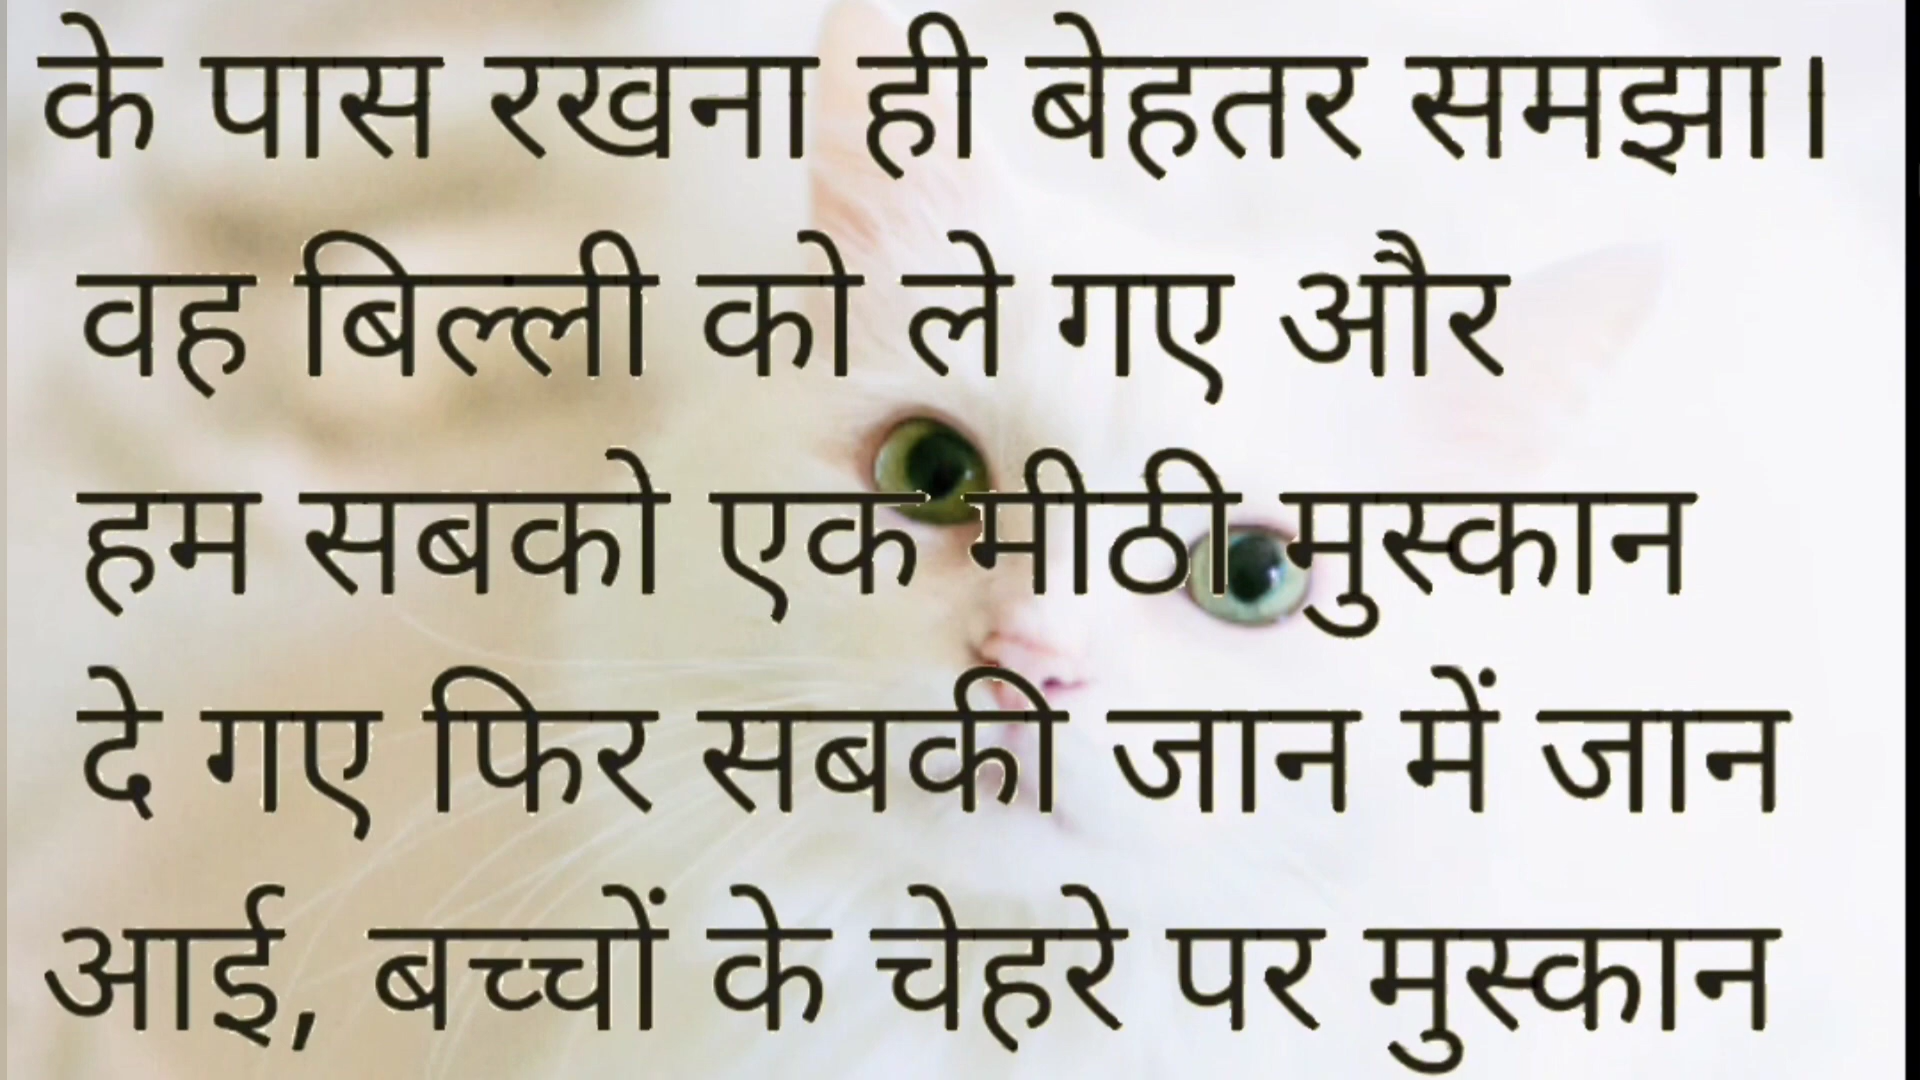 के पास रखना ही बेहतर समझा।
वह बिल्ली को ले गए और
हम सबको एक मीठी मुस्कान
दे गए फिर सबकी जान में जान
आई, बच्चों के चेहरे पर मुस्कान